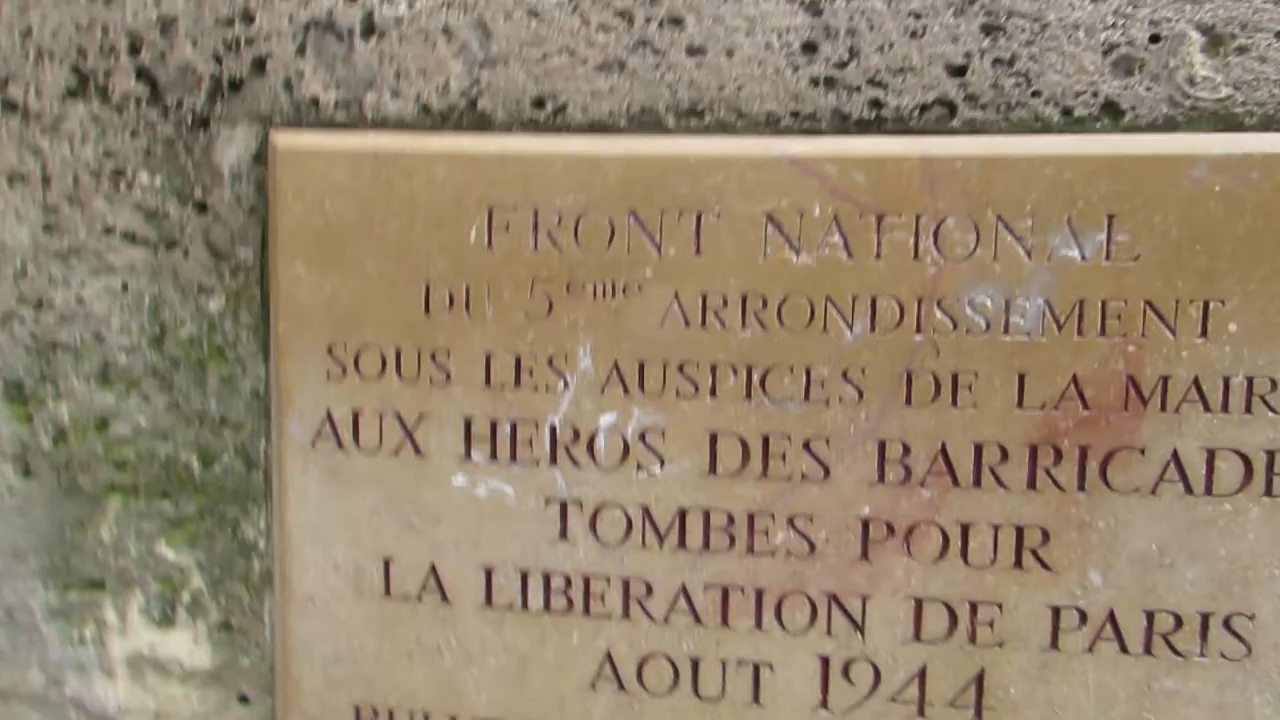 FRONT NATIONAL
DU 5eme ARRONDISSEMENT
SOUS LES AUSPICES DE LA MAIR
AUX HEROS DES BARRICADE
TOMBES POUR
LA LIBERATION DE PARIS
AOUT 1944